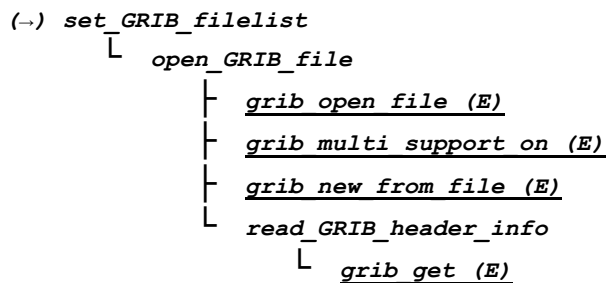 (→) set_GRIB_filelist
└ open_GRIB_file
├ grib_open_file (E)
├ grib_multi_support_on (E)
├ grib_new_from_file (E)
└ read_GRIB_header_info
└ grib_get (E)